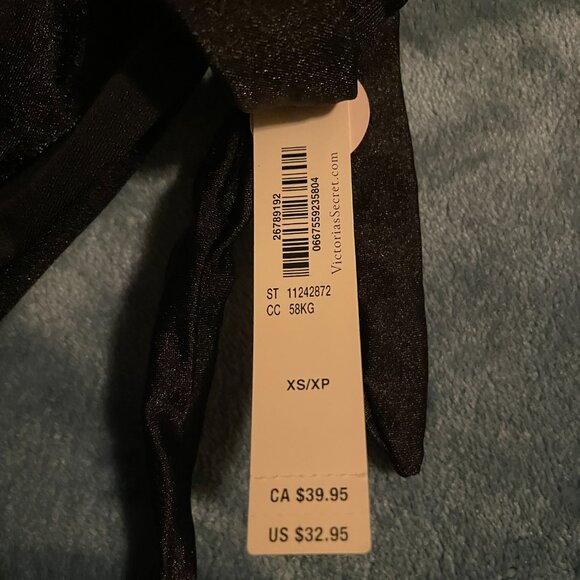 26789192
0667559235804
VictoriasSecret.com
ST 11242872
CC 58KG
XS/XP
CA $39.95
US $32.95